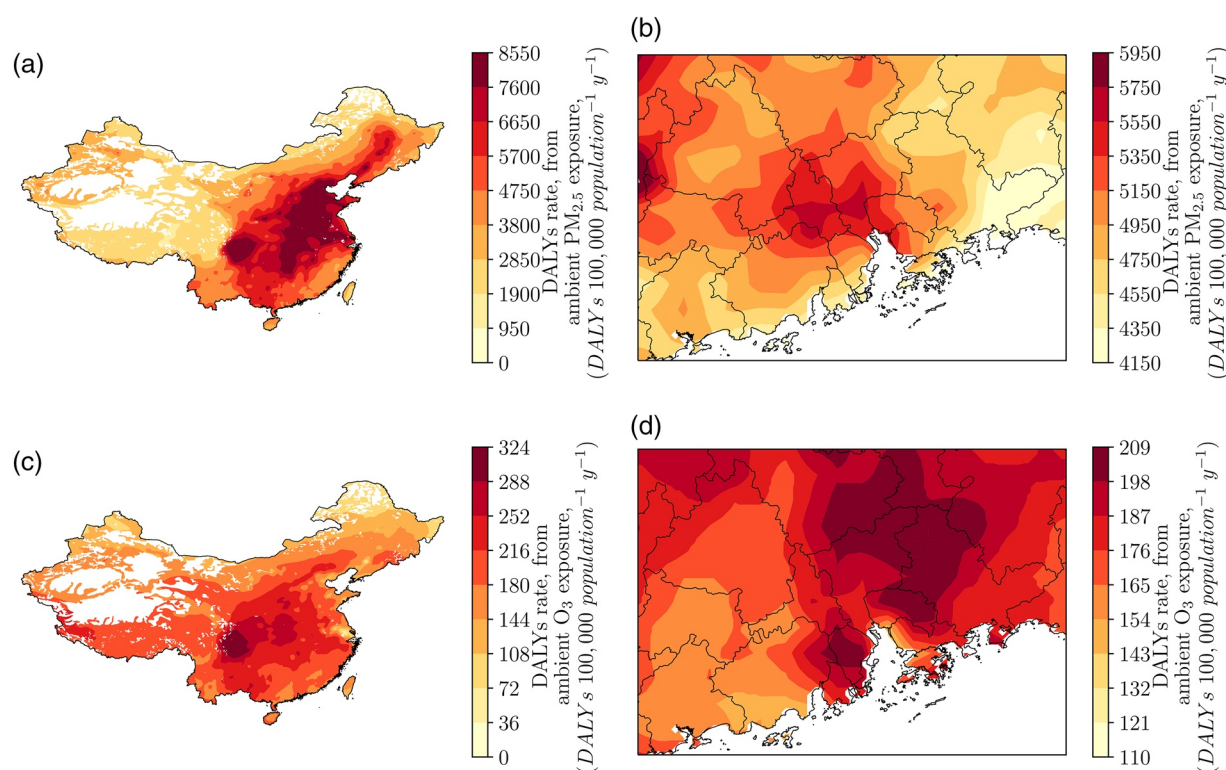 (a)
8550
7600
6650
5700
4750
3800
2850
1900
950
0
DALYs rate, from
ambient PM2.5 exposure,
(DALYs 100,000 population−1 y−1)
(b)
5950
5750
5550
5350
5150
4950
4750
4550
4350
4150
DALYs rate, from
ambient PM2.5 exposure,
(DALYs 100,000 population−1 y−1)
(c)
324
288
252
216
180
144
108
72
36
0
DALYs rate, from
ambient O3 exposure,
(DALYs 100,000 population−1 y−1)
(d)
209
198
187
176
165
154
143
132
121
110
DALYs rate, from
ambient O3 exposure,
(DALYs 100,000 population−1 y−1)